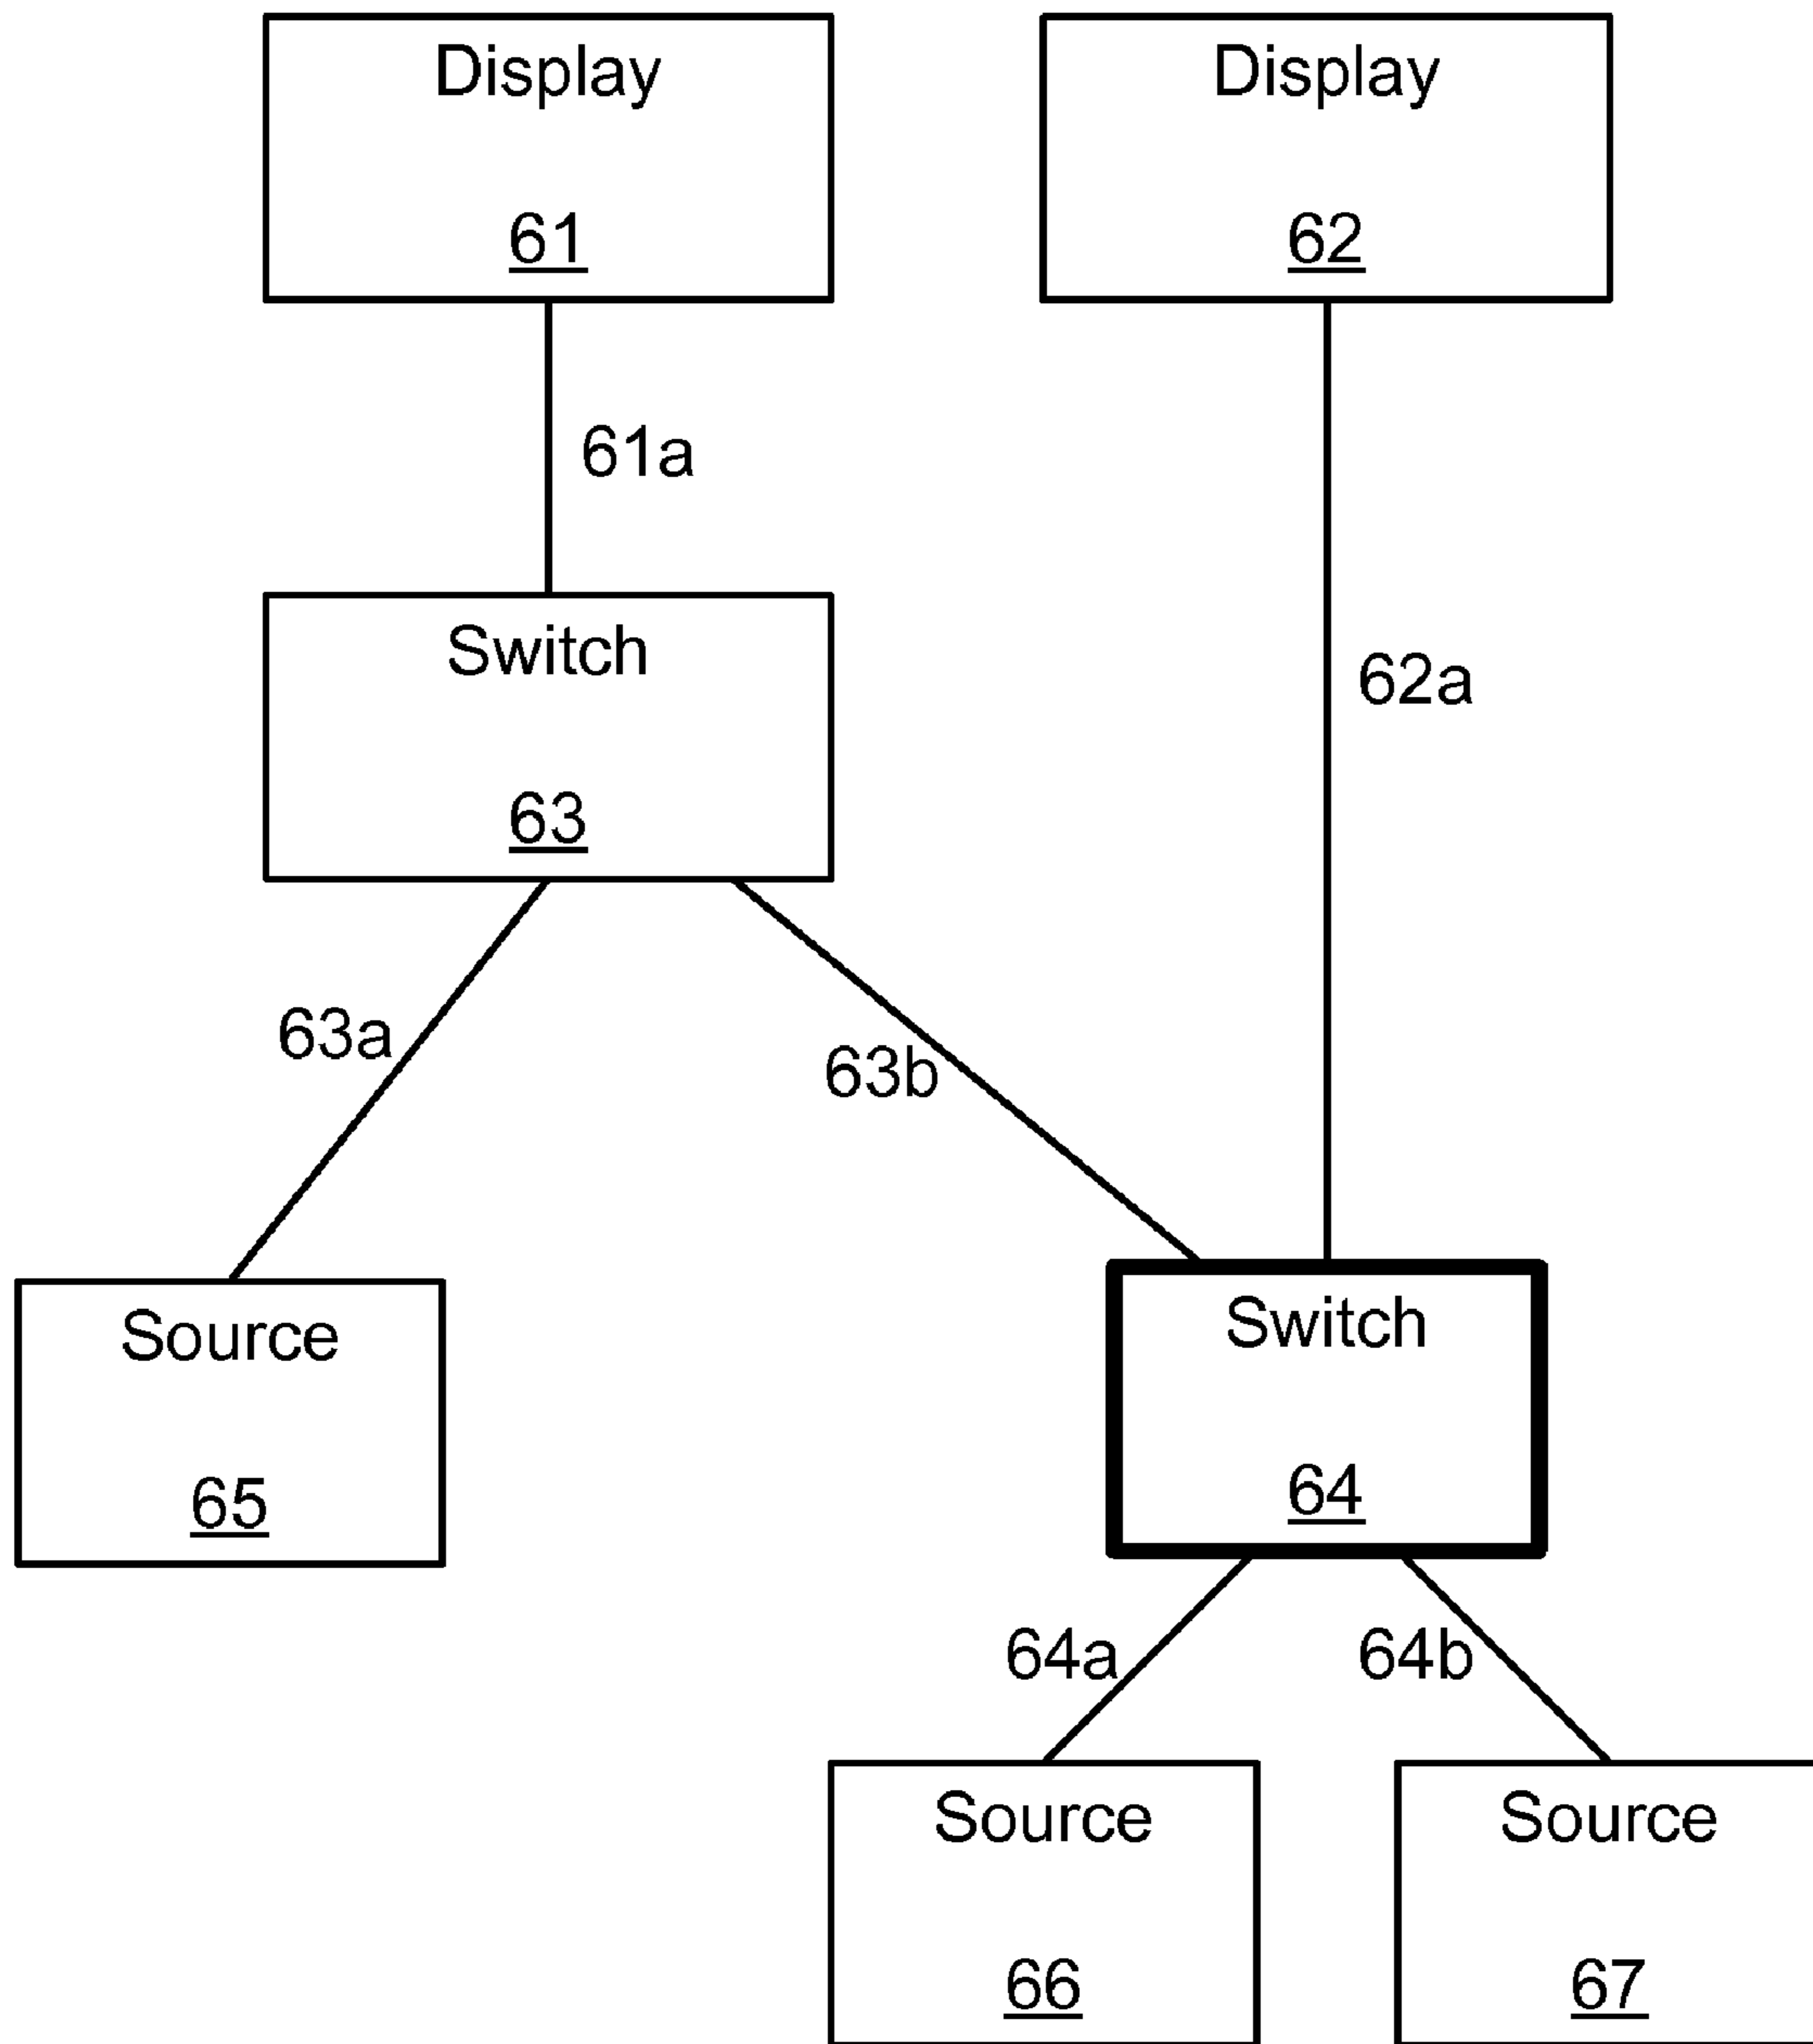 Display
61
Display
62
61a
Switch
63
62a
63a
63b
Source
65
Switch
64
64a
64b
Source
66
Source
67